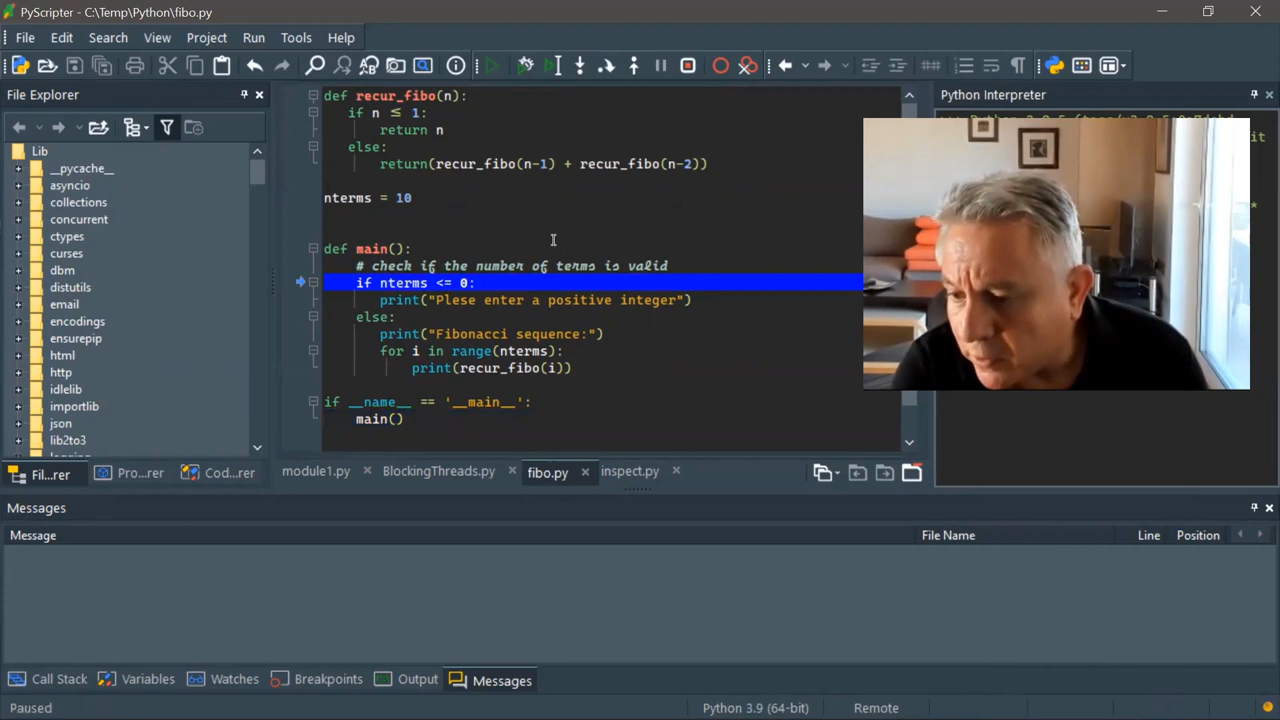 PyScripter - C:\Temp\Python\fibo.py
File Edit Search View Project Run Tools Help
File Explorer
Lib
__pycache__
asyncio
collections
concurrent
ctypes
curses
dbm
distutils
email
encodings
ensurepip
html
http
idlelib
importlib
json
lib2to3
Fil...rer Pro...rer Cod...rer
def recur_fibo(n):
if n ≤ 1:
return n
else:
return(recur_fibo(n-1) + recur_fibo(n-2))
nterms = 10
def main():
# check if the number of terms is valid
if nterms <= 0:
print("Plese enter a positive integer")
else:
print("Fibonacci sequence:")
for i in range(nterms):
print(recur_fibo(i))
if __name__ == '__main__':
main()
module1.py BlockingThreads.py fibo.py inspect.py
Python Interpreter
Messages
Message File Name Line Position
Call Stack Variables Watches Breakpoints Output Messages
Paused Python 3.9 (64-bit) Remote